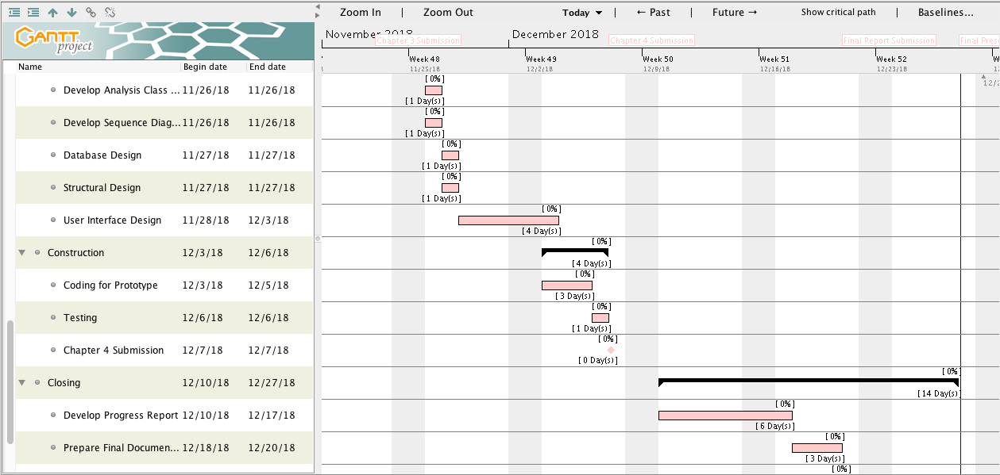 Zoom In | Zoom Out Today | ← Past | Future → Show critical path | Baselines...
GANTT
project
November 2018 December 2018
Chapter 3 Submission Chapter 4 Submission Final Report Submission Final Pres
Week 48 Week 49 Week 50 Week 51 Week 52 W
11/25/18 12/2/18 12/9/18 12/16/18 12/23/18
Name Begin date End date
[ 0% ]
Develop Analysis Class ... 11/26/18 11/26/18
[ 1 Day(s) ]
[ 0% ]
Develop Sequence Diag... 11/26/18 11/26/18
[ 1 Day(s) ]
[ 0% ]
Database Design 11/27/18 11/27/18
[ 1 Day(s) ]
[ 0% ]
Structural Design 11/27/18 11/27/18
[ 1 Day(s) ]
[ 0% ]
User Interface Design 11/28/18 12/3/18
[ 4 Day(s) ]
[ 0% ]
Construction 12/3/18 12/6/18
[ 4 Day(s) ]
[ 0% ]
Coding for Prototype 12/3/18 12/5/18
[ 3 Day(s) ]
[ 0% ]
Testing 12/6/18 12/6/18
[ 1 Day(s) ]
[ 0% ]
Chapter 4 Submission 12/7/18 12/7/18
[ 0 Day(s) ]
[ 0% ]
Closing 12/10/18 12/27/18
[ 14 Day(s) ]
[ 0% ]
Develop Progress Report 12/10/18 12/17/18
[ 6 Day(s) ]
[ 0% ]
Prepare Final Documen... 12/18/18 12/20/18
[ 3 Day(s) ]
[ 0% ]